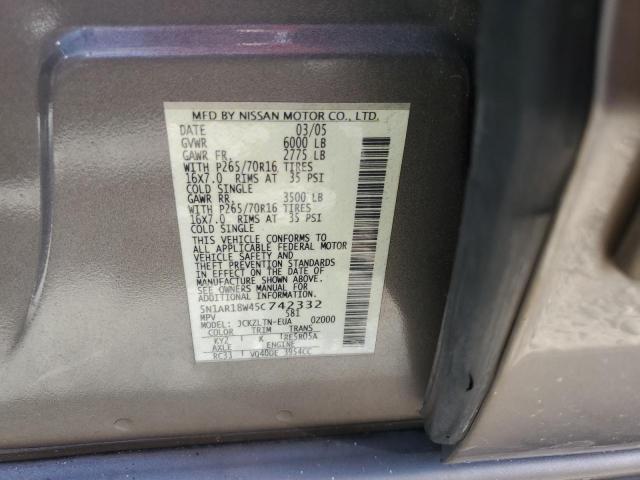 MFD BY NISSAN MOTOR CO., LTD.
DATE 03/05
GVWR 6000 LB
GAWR FR. 2775 LB
WITH P265/70R16 TIRES
16X7.0 RIMS AT 35 PSI
COLD SINGLE
GAWR RR. 3500 LB
WITH P265/70R16 TIRES
16X7.0 RIMS AT 35 PSI
COLD SINGLE
THIS VEHICLE CONFORMS TO
ALL APPLICABLE FEDERAL MOTOR
VEHICLE SAFETY AND
THEFT PREVENTION STANDARDS
IN EFFECT ON THE DATE OF
MANUFACTURE SHOWN ABOVE.
SEE OWNERS MANUAL FOR
ADDITIONAL INFORMATION
5N1AR18W45C742332
MPV 581
MODEL: JCKZLTN-EUA 02000
COLOR TRIM TRANS.
KY2 K TRE5R05A
AXLE ENGINE
RC33 VQ40DE 3954CC